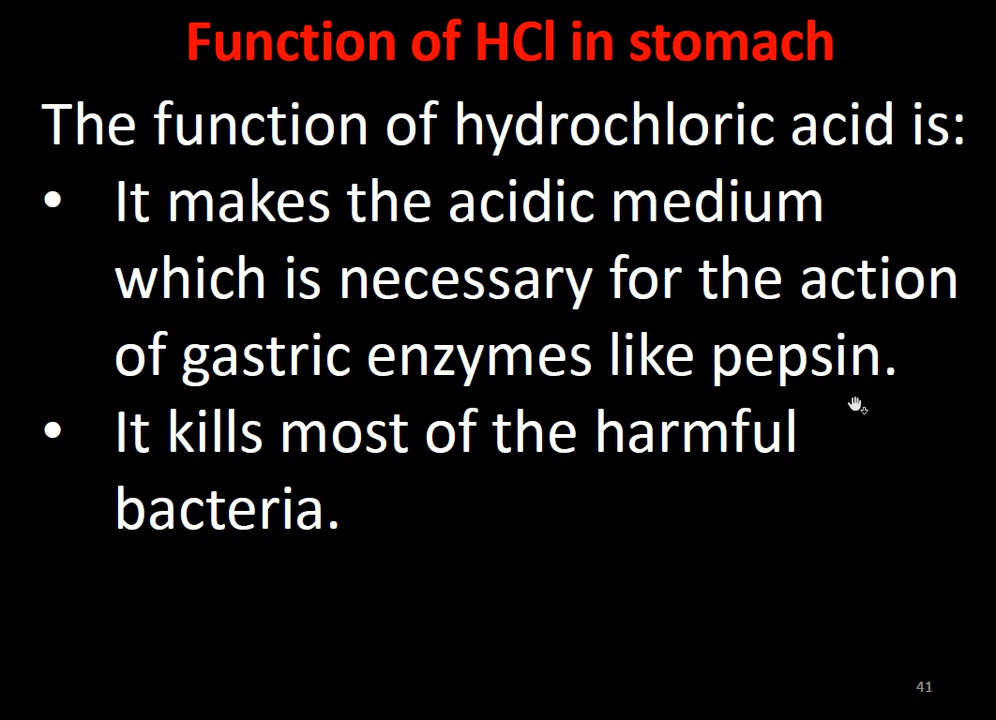 Function of HCl in stomach
The function of hydrochloric acid is:
• It makes the acidic medium
which is necessary for the action
of gastric enzymes like pepsin.
• It kills most of the harmful
bacteria.
41